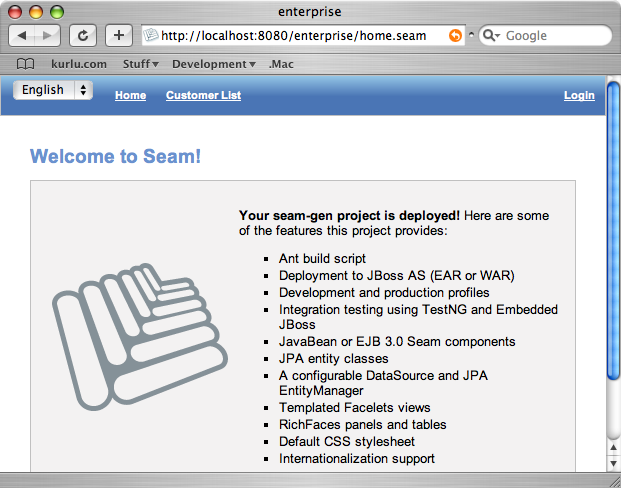 enterprise
http://localhost:8080/enterprise/home.seam
Google
kurlu.com Stuff Development .Mac
English Home Customer List Login
Welcome to Seam!
Your seam-gen project is deployed! Here are some
of the features this project provides:
Ant build script
Deployment to JBoss AS (EAR or WAR)
Development and production profiles
Integration testing using TestNG and Embedded
JBoss
JavaBean or EJB 3.0 Seam components
JPA entity classes
A configurable DataSource and JPA
EntityManager
Templated Facelets views
RichFaces panels and tables
Default CSS stylesheet
Internationalization support